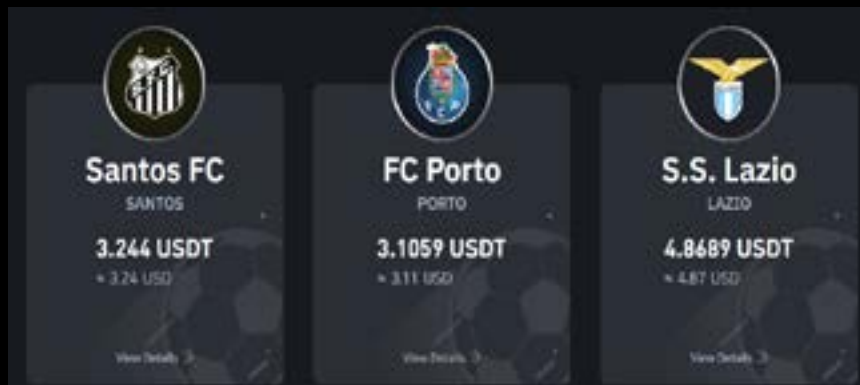 Santos FC
SANTOS
3.244 USDT
≈ 3.24 USD
View Details
FC Porto
PORTO
3.1059 USDT
≈ 3.11 USD
View Details
S.S. Lazio
LAZIO
4.8689 USDT
≈ 4.87 USD
View Details